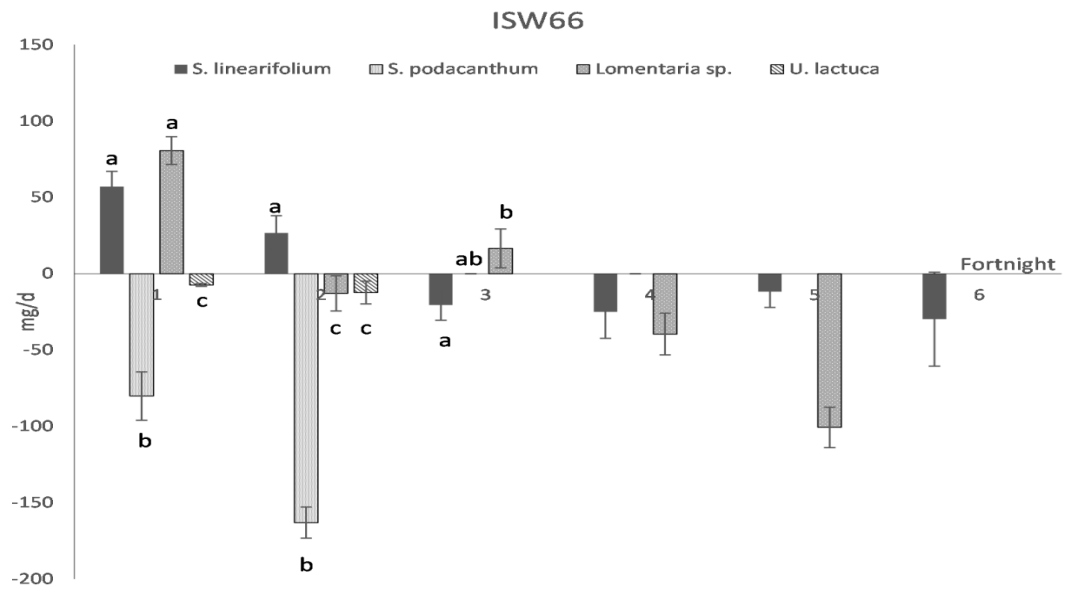 ISW66
150
S. linearifolium S. podacanthum Lomentaria sp. U. lactuca
100
a a
50
a b
0
ab
Fortnight
1 2 3 4 5 6
mg/d
c c c a
-50
-100
b
-150
b
-200